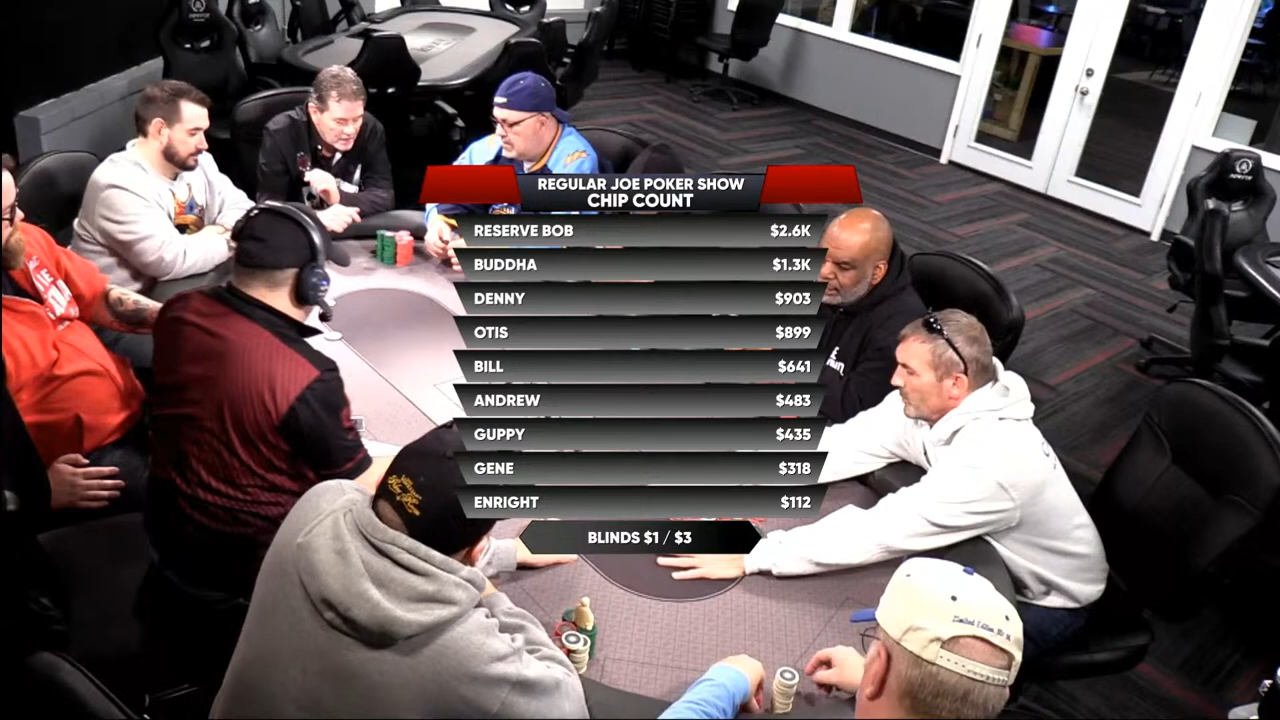 REGULAR JOE POKER SHOW
CHIP COUNT
RESERVE BOB $2.6K
BUDDHA $1.3K
DENNY $903
OTIS $899
BILL $641
ANDREW $483
GUPPY $435
GENE $318
ENRIGHT $112
BLINDS $1 / $3